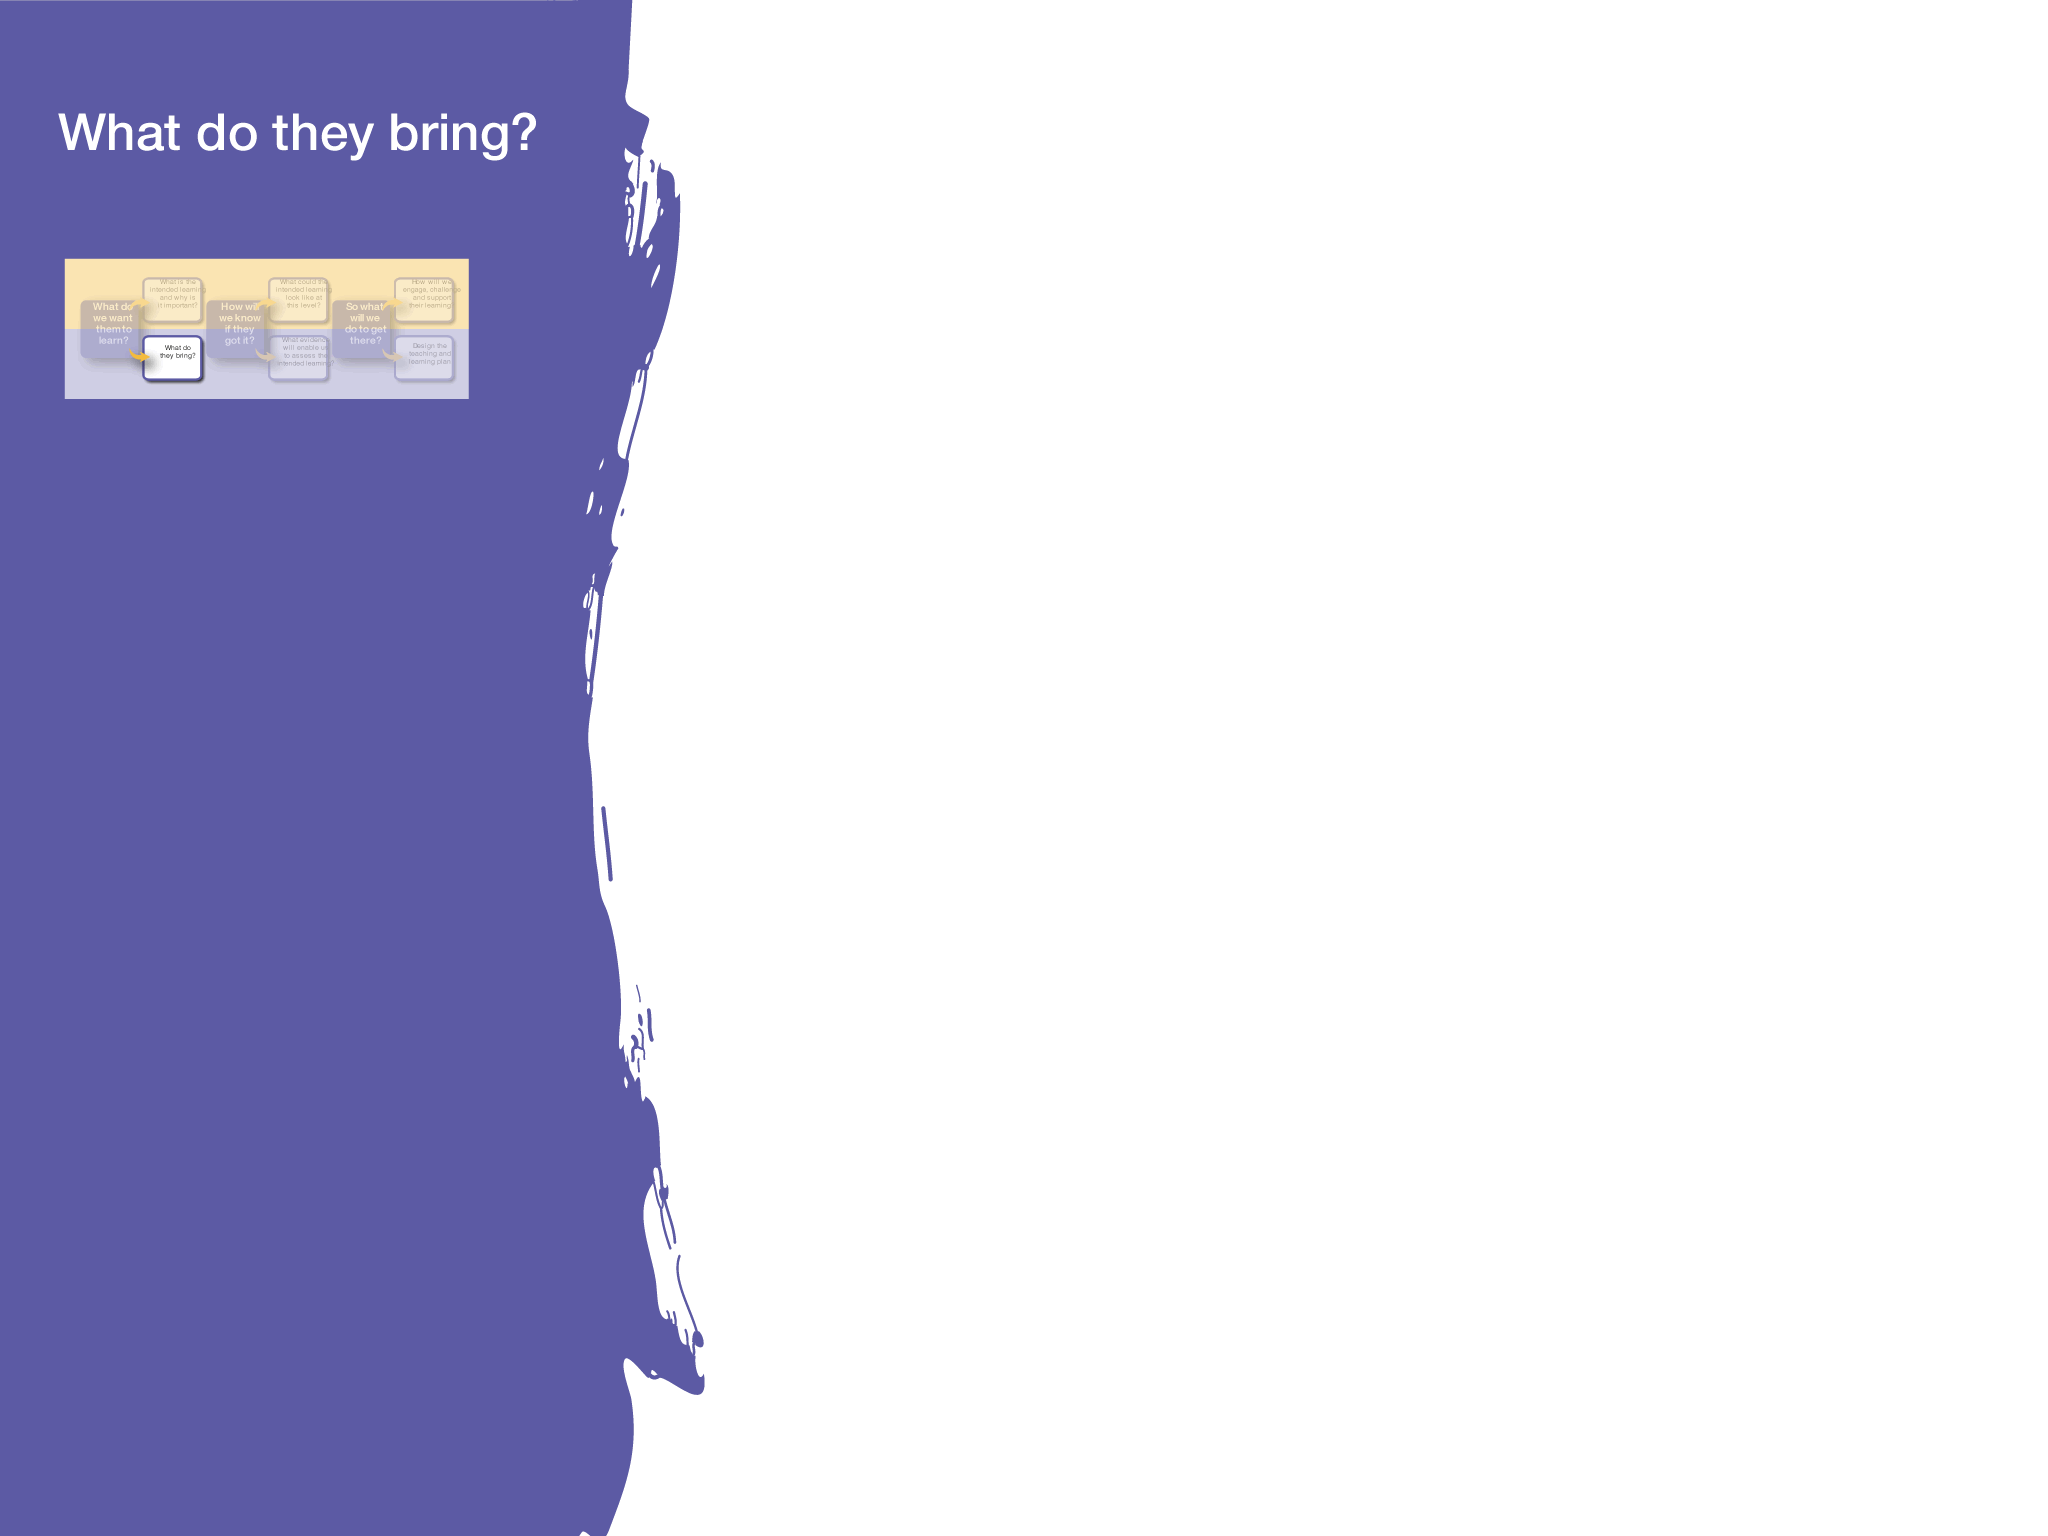 What do they bring?
What is the
intended learning
and why is
it important?
What do
we want
them to
learn?
What do
they bring?
What could the
intended learning
look like at
this level?
How will
we know
if they
got it?
What evidence
will enable us
to assess the
intended learning?
How will we
engage, challenge
and support
their learning?
So what
will we
do to get
there?
Design the
teaching and
learning plan.